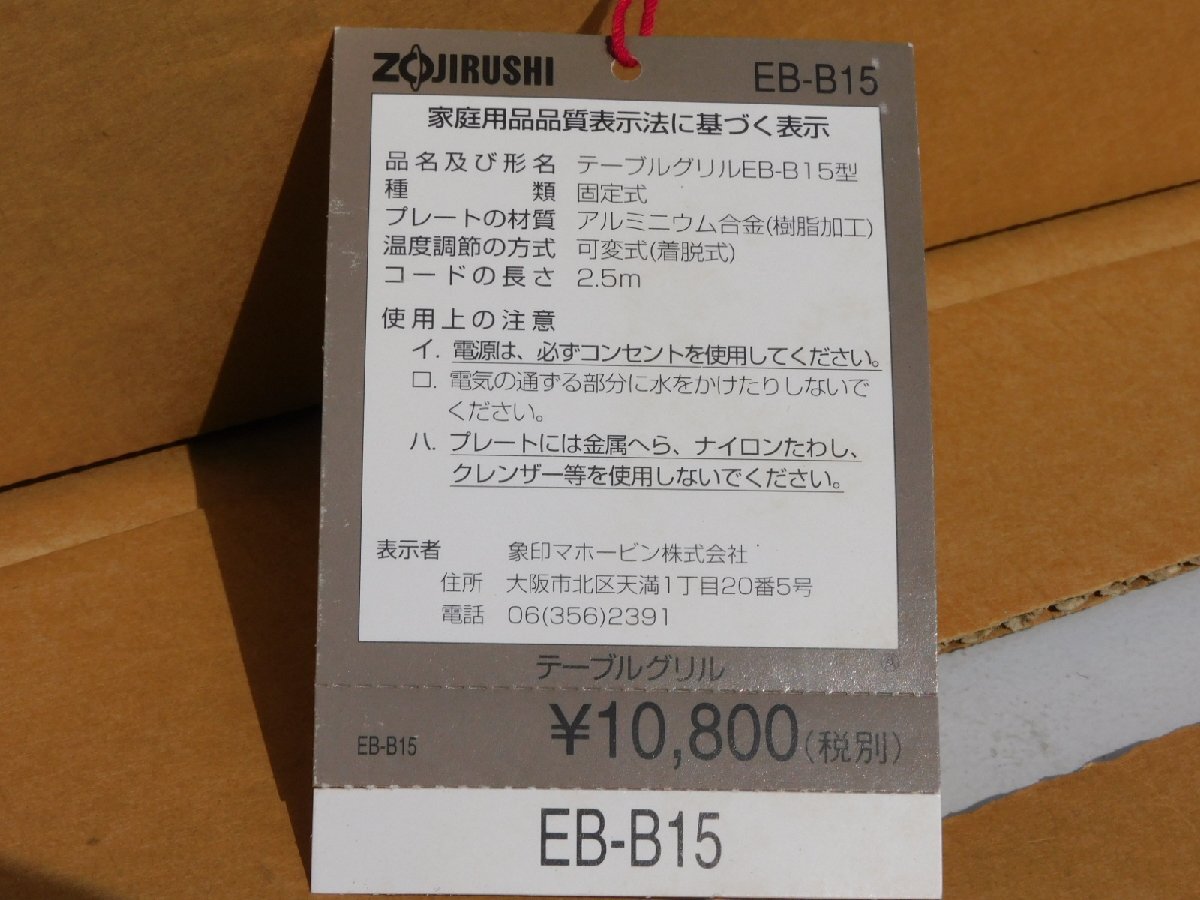 ZOJIRUSHI EB-B15
家庭用品品質表示法に基づく表示
品名及び形名 テーブルグリルEB-B15型
種類 固定式
プレートの材質 アルミニウム合金(樹脂加工)
温度調節の方式 可変式(着脱式)
コードの長さ 2.5m
使用上の注意
イ. 電源は、必ずコンセントを使用してください。
ロ. 電気の通ずる部分に水をかけたりしないで
ください。
ハ. プレートには金属へら、ナイロンたわし、
クレンザー等を使用しないでください。
表示者 象印マホービン株式会社
住所 大阪市北区天満1丁目20番5号
電話 06(356)2391
テーブルグリル Ⓐ
EB-B15 ¥10,800(税別)
EB-B15